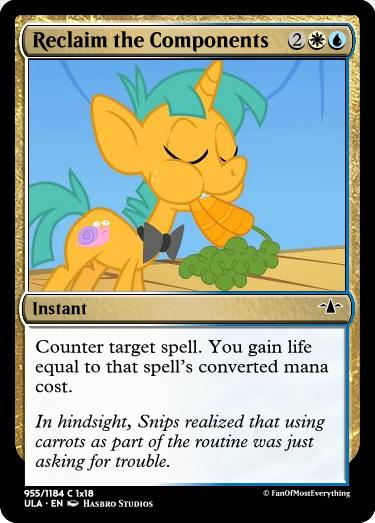 Reclaim the Components 2
Instant
Counter target spell. You gain life
equal to that spell's converted mana
cost.
In hindsight, Snips realized that using
carrots as part of the routine was just
asking for trouble.
955/1184 C 1x18
ULA • EN Hasbro Studios
© FanOfMostEverything